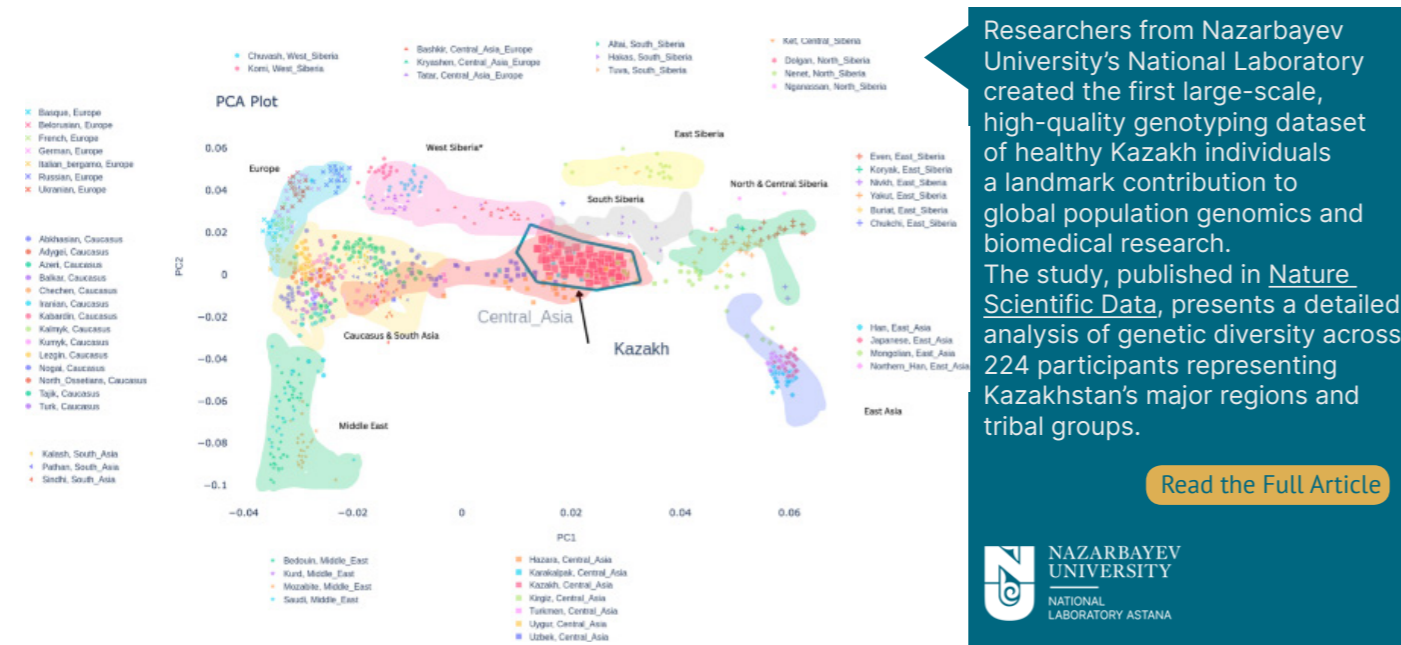 Chuvash, West_Siberia
Komi, West_Siberia
Bashkir, Central_Asia_Europe
Kryashen, Central_Asia_Europe
Tatar, Central_Asia_Europe
Altai, South_Siberia
Hakas, South_Siberia
Tuva, South_Siberia
Ket, Central_Siberia
Dolgan, North_Siberia
Nenet, North_Siberia
Nganassan, North_Siberia
PCA Plot
Basque, Europe
Belorusian, Europe
French, Europe
German, Europe
Italian_bergamo, Europe
Russian, Europe
Ukranian, Europe
Abkhasian, Caucasus
Adygei, Caucasus
Azeri, Caucasus
Balkar, Caucasus
Chechen, Caucasus
Iranian, Caucasus
Kabardin, Caucasus
Kalmyk, Caucasus
Kumyk, Caucasus
Lezgin, Caucasus
Nogai, Caucasus
North_Ossetians, Caucasus
Tajik, Caucasus
Turk, Caucasus
Kalash, South_Asia
Pathan, South_Asia
Sindhi, South_Asia
PC2
0.06
0.04
0.02
0
−0.02
−0.04
−0.06
−0.08
−0.1
Europe
West Siberia*
East Siberia
South Siberia
North & Central Siberia
Central_Asia
Kazakh
Caucasus & South Asia
Middle East
East Asia
Even, East_Siberia
Koryak, East_Siberia
Nivkh, East_Siberia
Yakut, East_Siberia
Buriat, East_Siberia
Chukchi, East_Siberia
Han, East_Asia
Japanese, East_Asia
Mongolian, East_Asia
Northern_Han, East_Asia
−0.04
−0.02
0
0.02
0.04
0.06
PC1
Bedouin, Middle_East
Kurd, Middle_East
Mozabite, Middle_East
Saudi, Middle_East
Hazara, Central_Asia
Karakalpak, Central_Asia
Kazakh, Central_Asia
Kirgiz, Central_Asia
Turkmen, Central_Asia
Uygur, Central_Asia
Uzbek, Central_Asia
Researchers from Nazarbayev
University’s National Laboratory
created the first large-scale,
high-quality genotyping dataset
of healthy Kazakh individuals
a landmark contribution to
global population genomics and
biomedical research.
The study, published in Nature
Scientific Data, presents a detailed
analysis of genetic diversity across
224 participants representing
Kazakhstan’s major regions and
tribal groups.
Read the Full Article
NAZARBAYEV
UNIVERSITY
NATIONAL
LABORATORY ASTANA